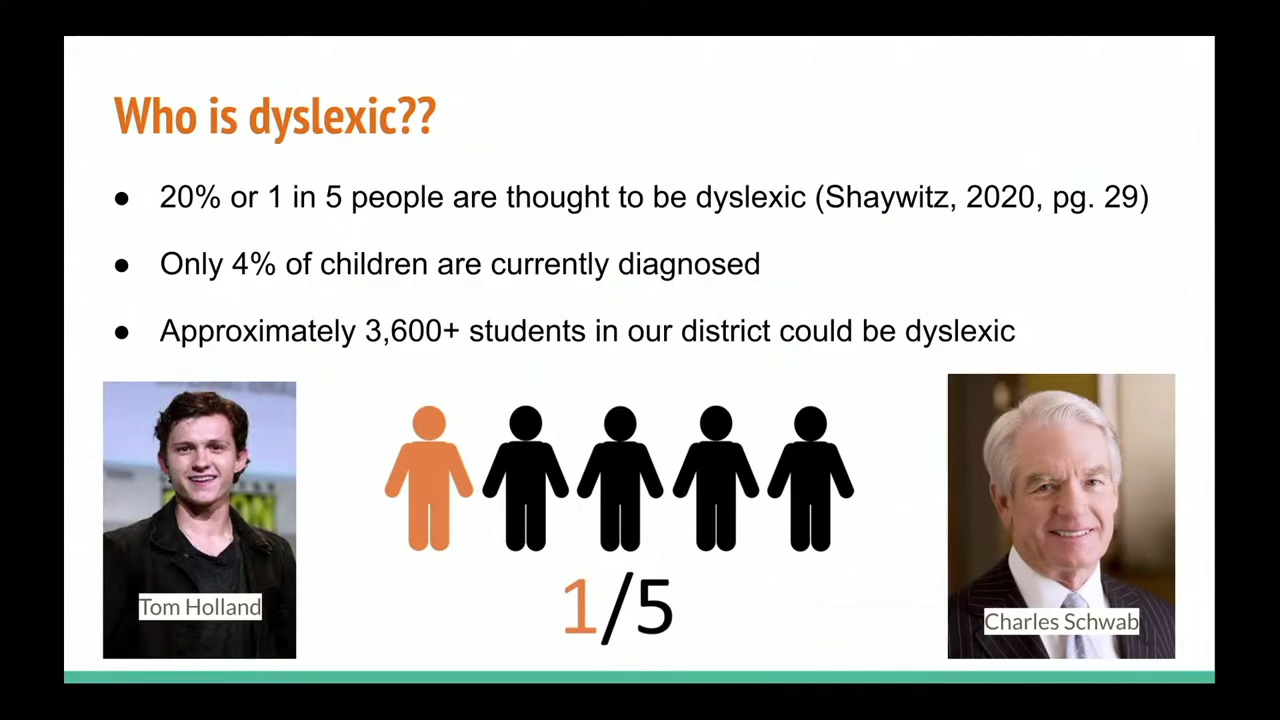 Who is dyslexic??
● 20% or 1 in 5 people are thought to be dyslexic (Shaywitz, 2020, pg. 29)
● Only 4% of children are currently diagnosed
● Approximately 3,600+ students in our district could be dyslexic
Tom Holland
1/5
Charles Schwab